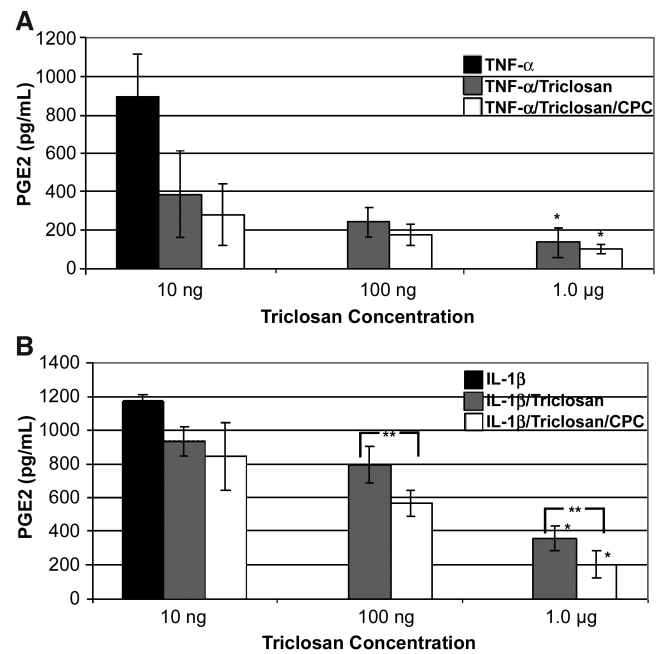 A
1200
1000
800
600
400
200
0
PGE2 (pg/mL)
TNF-α
TNF-α/Triclosan
TNF-α/Triclosan/CPC
*
*
10 ng
100 ng
1.0 µg
Triclosan Concentration
B
1400
1200
1000
800
600
400
200
0
PGE2 (pg/mL)
IL-1β
IL-1β/Triclosan
IL-1β/Triclosan/CPC
**
**
*
*
10 ng
100 ng
1.0 µg
Triclosan Concentration